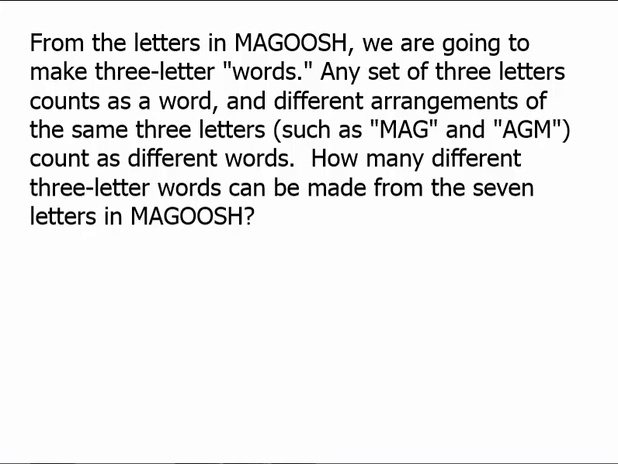 From the letters in MAGOOSH, we are going to
make three-letter "words." Any set of three letters
counts as a word, and different arrangements of
the same three letters (such as "MAG" and "AGM")
count as different words.  How many different
three-letter words can be made from the seven
letters in MAGOOSH?